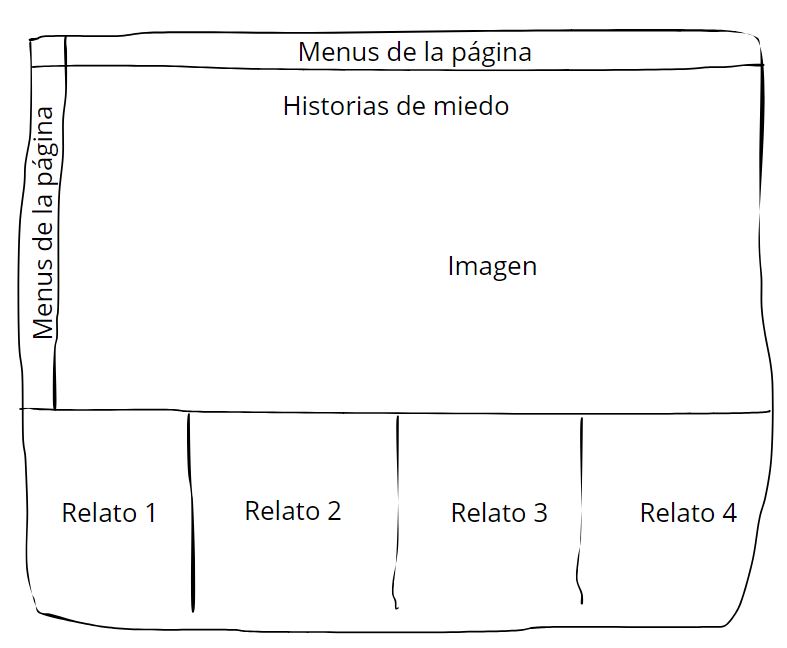 Menus de la página
Historias de miedo
Menus de la página
Imagen
Relato 1
Relato 2
Relato 3
Relato 4